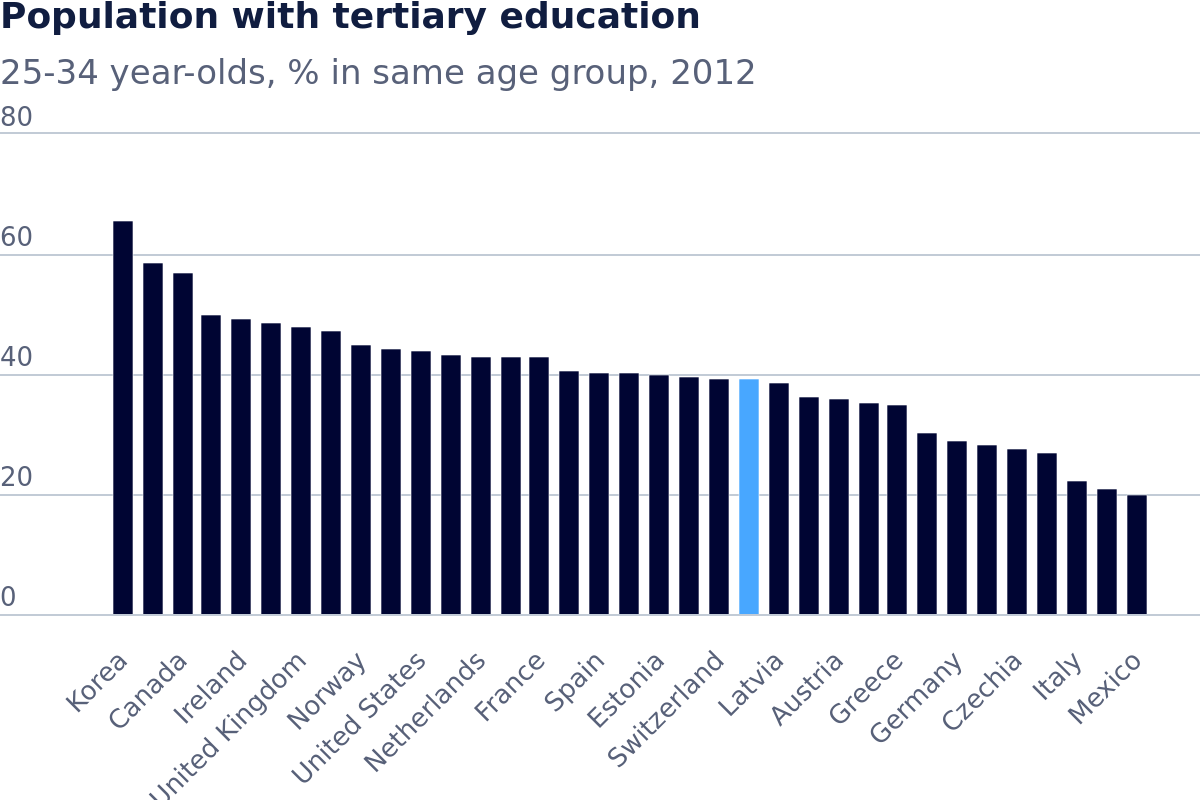 Population with tertiary education
25-34 year-olds, % in same age group, 2012
80
60
40
20
0
Korea
Canada
Ireland
United Kingdom
Norway
United States
Netherlands
France
Spain
Estonia
Switzerland
Latvia
Austria
Greece
Germany
Czechia
Italy
Mexico